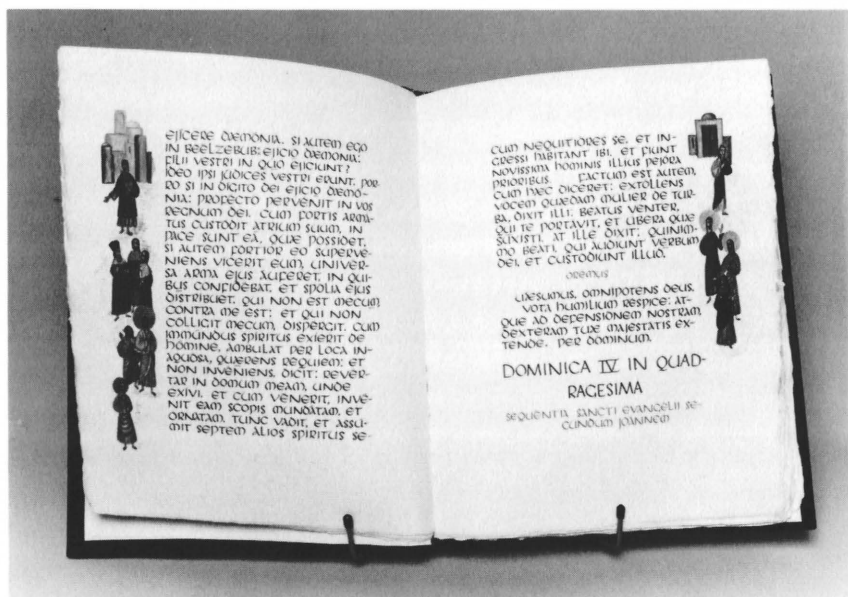 EJICERE DAEMONIA. SI AUTEM EGO
IN BEELZEBUB: EJICIO DAEMONIA:
FILII VESTRI IN QUO EJICIUNT?
IDEO IPSI JUDICES VESTRI ERUNT. POR-
RO SI IN DIGITO DEI EJICIO DAEMO-
NIA: PROFECTO PERVENIT IN VOS
REGNUM DEI. CUM FORTIS ARMA-
TUS CUSTODIT ATRIUM SUUM, IN
PACE SUNT EA, QUAE POSSIDET.
SI AUTEM FORTIOR EO SUPERVE-
NIENS VICERIT EUM, UNIVER-
SA ARMA EJUS AUFERET, IN QUI-
BUS CONFIDEBAT, ET SPOLIA EJUS
DISTRIBUET. QUI NON EST MECUM,
CONTRA ME EST: ET QUI NON
COLLIGIT MECUM, DISPERGIT. CUM
IMMUNDUS SPIRITUS EXIERIT DE
HOMINE, AMBULAT PER LOCA IN-
AQUOSA, QUAERENS REQUIEM: ET
NON INVENIENS, DICIT: REVER-
TAR IN DOMUM MEAM, UNDE
EXIVI. ET CUM VENERIT, INVE-
NIT EAM SCOPIS MUNDATAM, ET
ORNATAM. TUNC VADIT, ET ASSU-
MIT SEPTEM ALIOS SPIRITUS SE-
CUM NEQUITIORES SE, ET IN-
GRESSI HABITANT IBI. ET FIUNT
NOVISSIMA HOMINIS ILLIUS PEJORA
PRIORIBUS. FACTUM EST AUTEM,
CUM HAEC DICERET: EXTOLLENS
VOCEM QUAEDAM MULIER DE TUR-
BA, DIXIT ILLI: BEATUS VENTER,
QUI TE PORTAVIT, ET UBERA QUAE
SUXISTI. AT ILLE DIXIT: QUINIM-
MO BEATI, QUI AUDIUNT VERBUM
DEI, ET CUSTODIUNT ILLUD.
OREMUS
UAESUMUS, OMNIPOTENS DEUS,
VOTA HUMILIUM RESPICE: AT-
QUE AD DEFENSIONEM NOSTRAM,
DEXTERAM TUAE MAJESTATIS EX-
TENDE. PER DOMINUM.
DOMINICA IV IN QUAD-
RAGESIMA
SEQUENTIA SANCTI EVANGELII SE-
CUNDUM JOANNEM